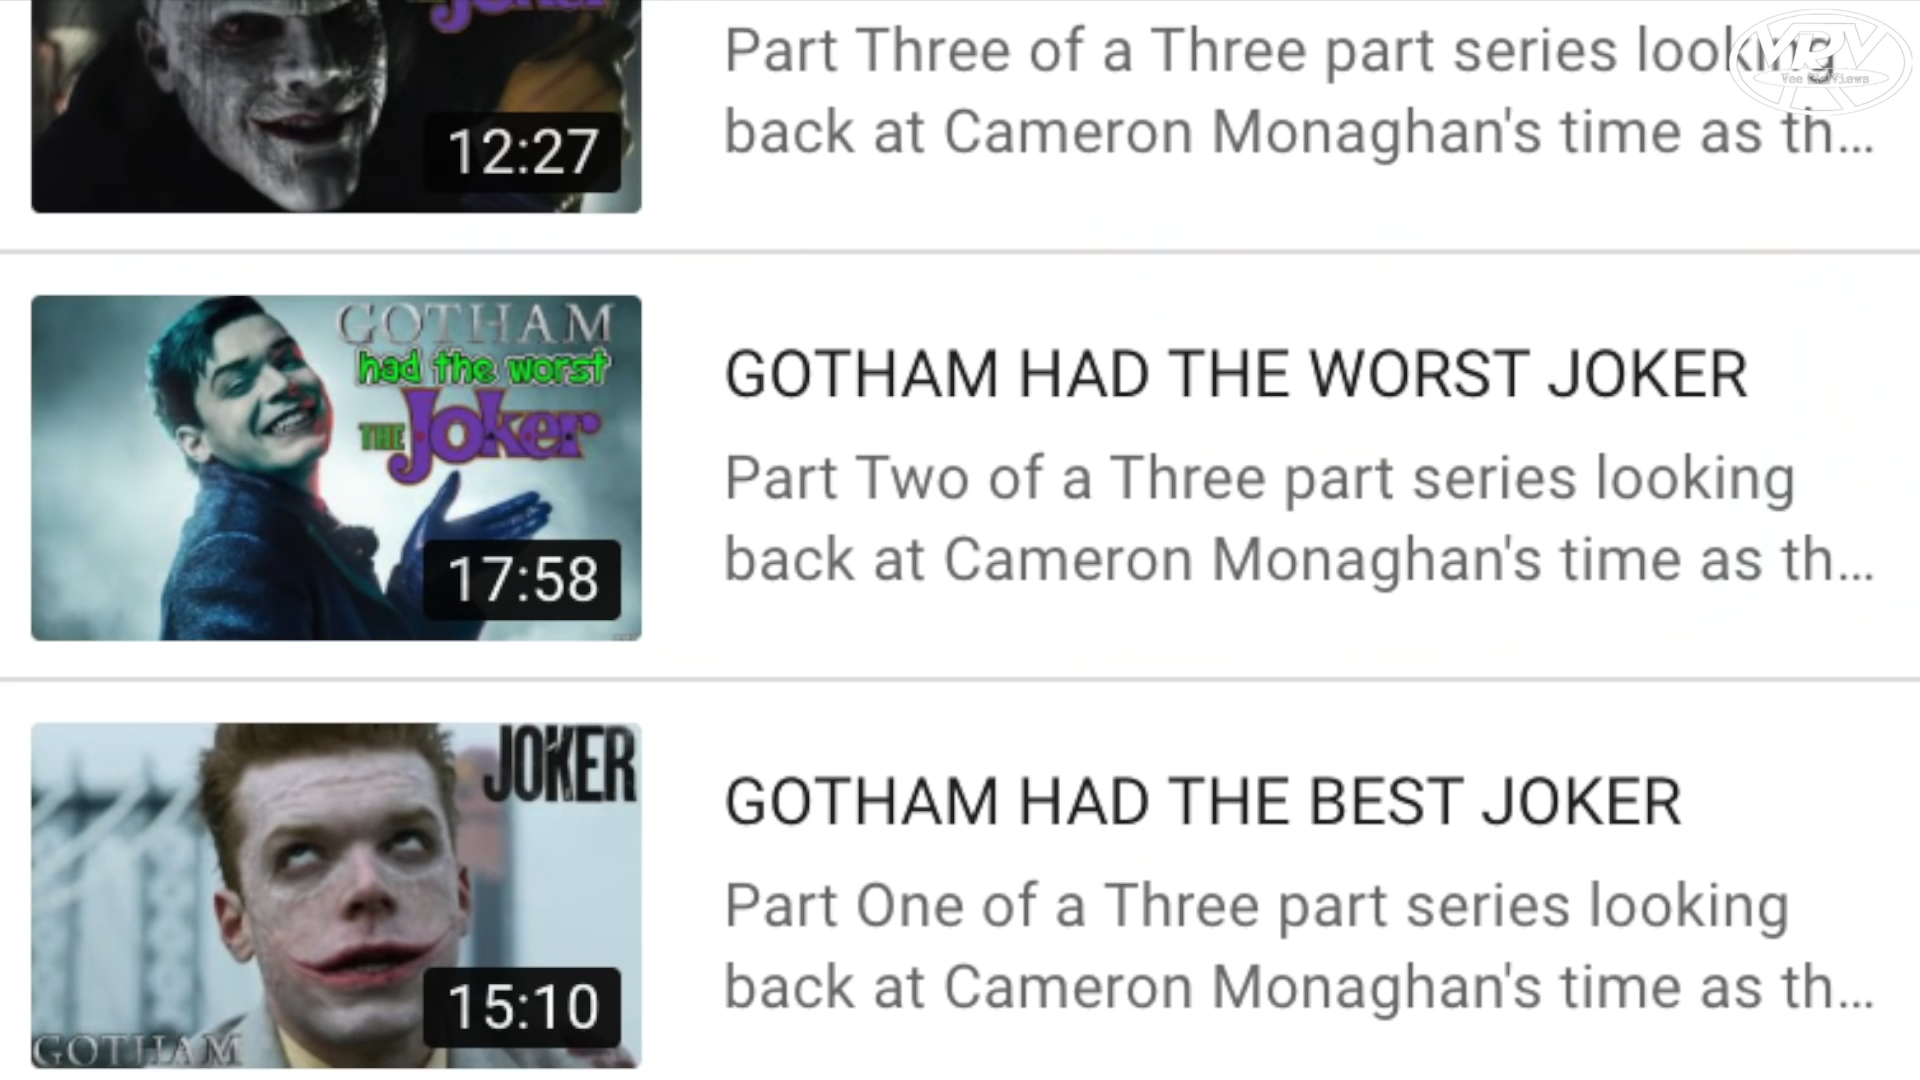 Joker
Part Three of a Three part series looking
back at Cameron Monaghan's time as th...
12:27
MRV
GOTHAM
had the worst
THE Joker
17:58
GOTHAM HAD THE WORST JOKER
Part Two of a Three part series looking
back at Cameron Monaghan's time as th...
JOKER
GOTHAM
15:10
GOTHAM HAD THE BEST JOKER
Part One of a Three part series looking
back at Cameron Monaghan's time as th...